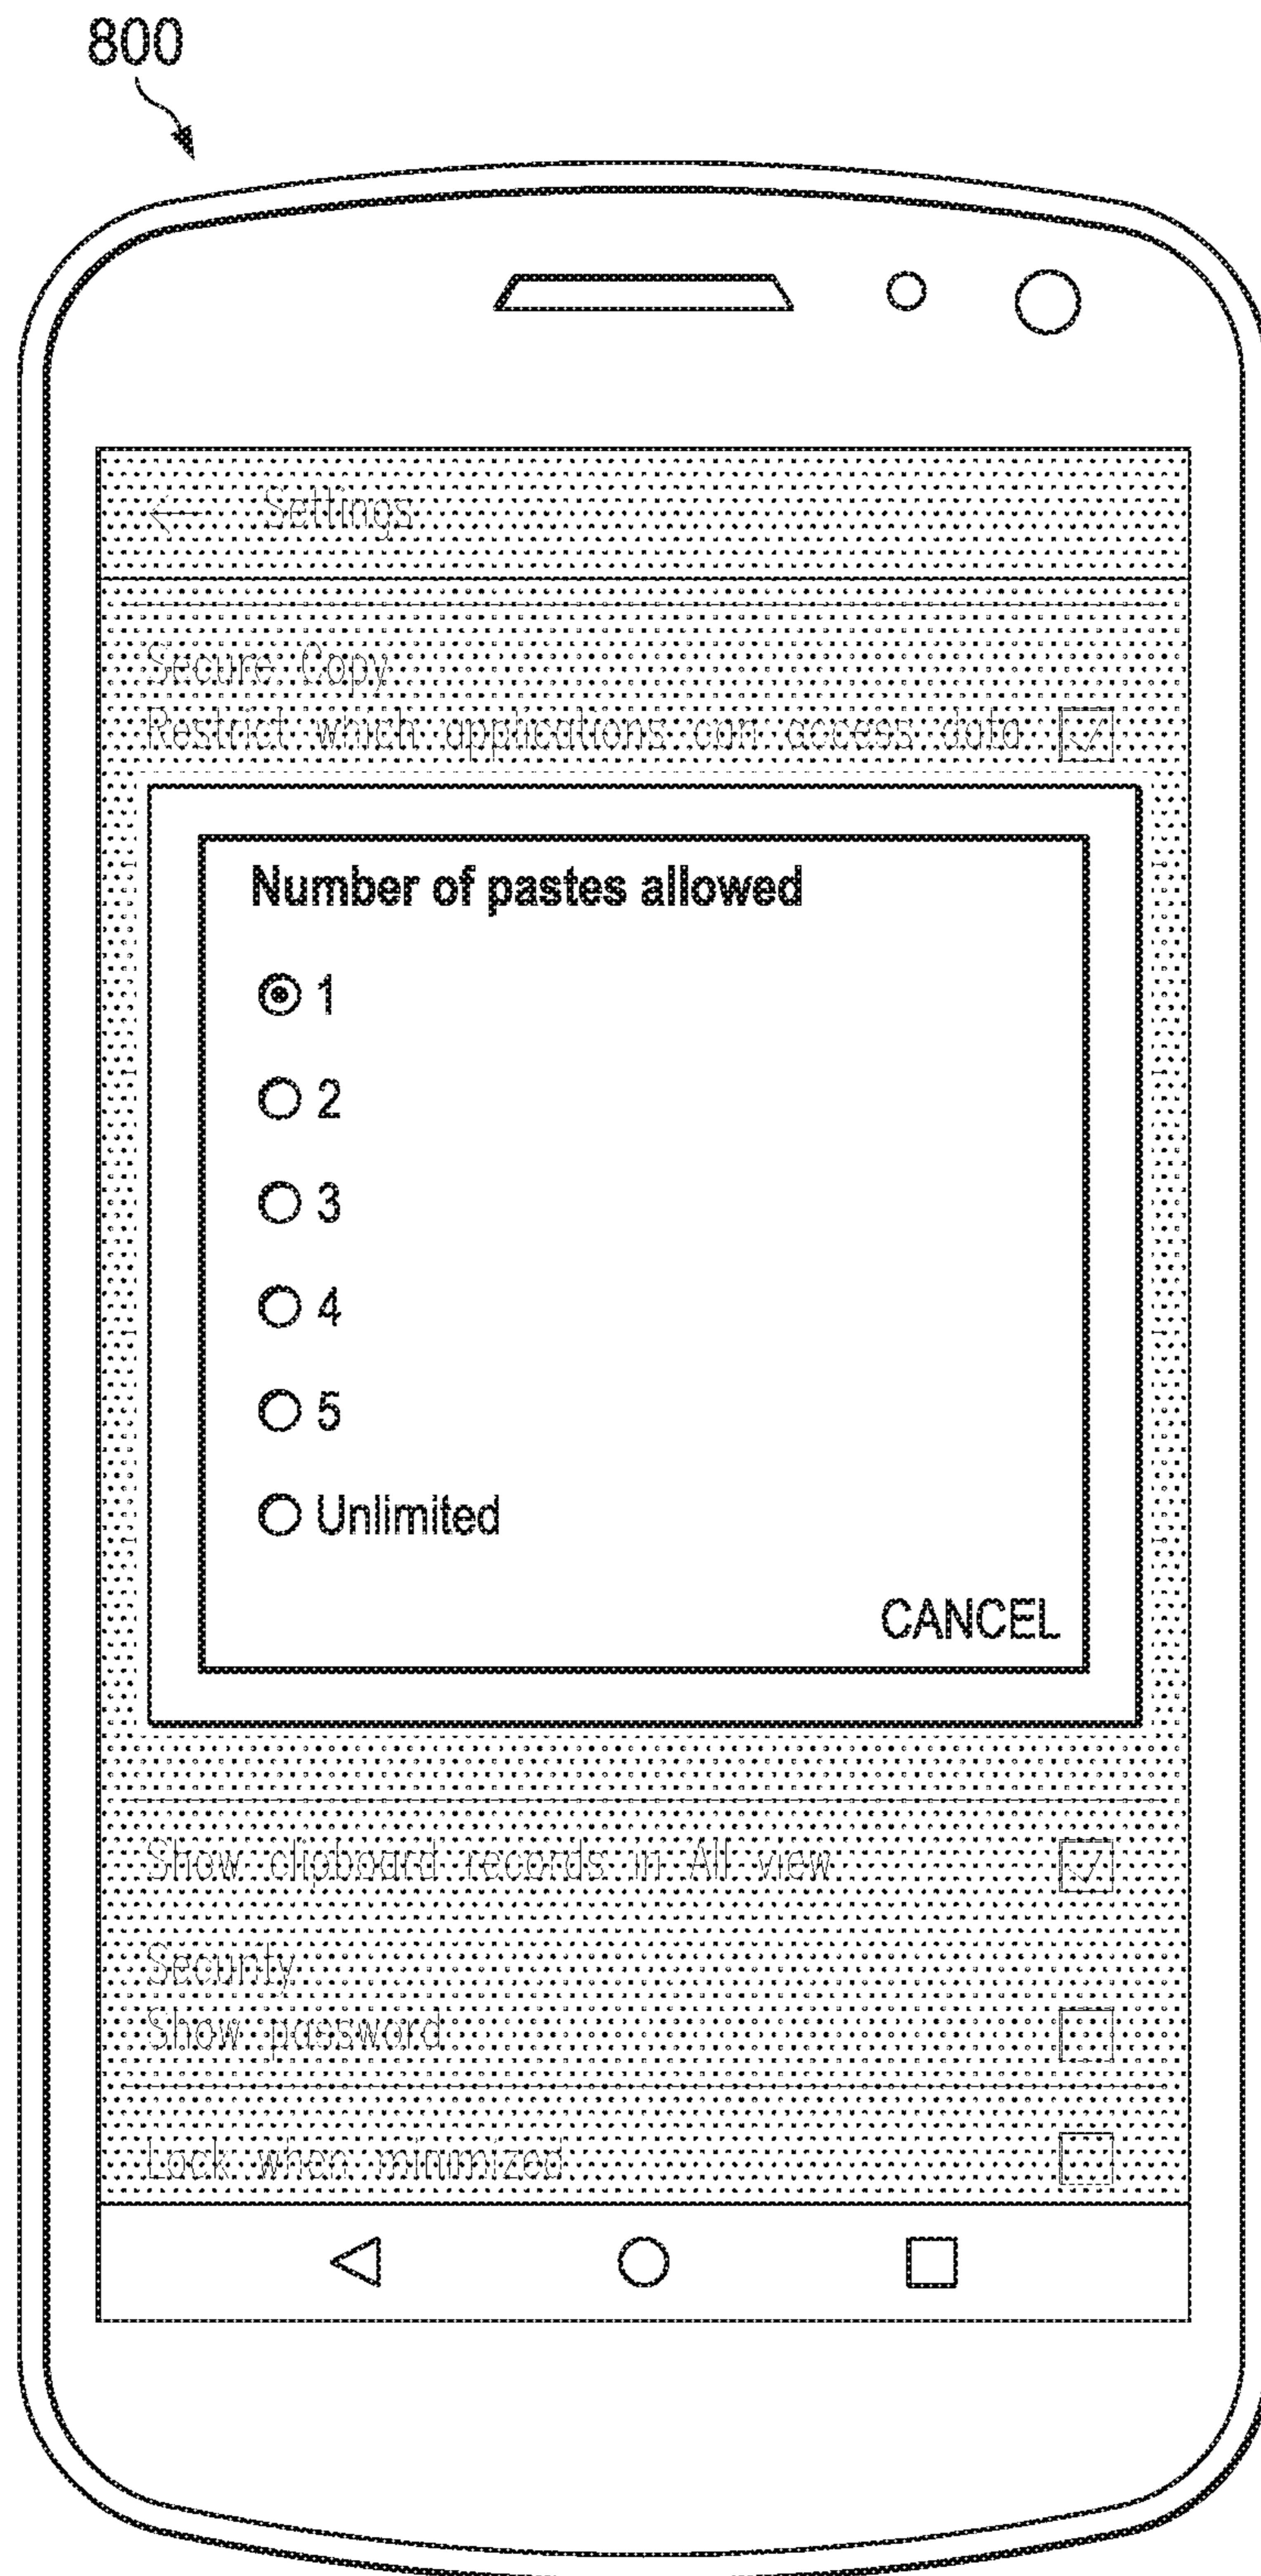 800
Settings
Secure Copy
Restrict which applications can access data
Number of pastes allowed
1
2
3
4
5
Unlimited
CANCEL
Show clipboard records in All view
Security
Show password
Lock when minimized